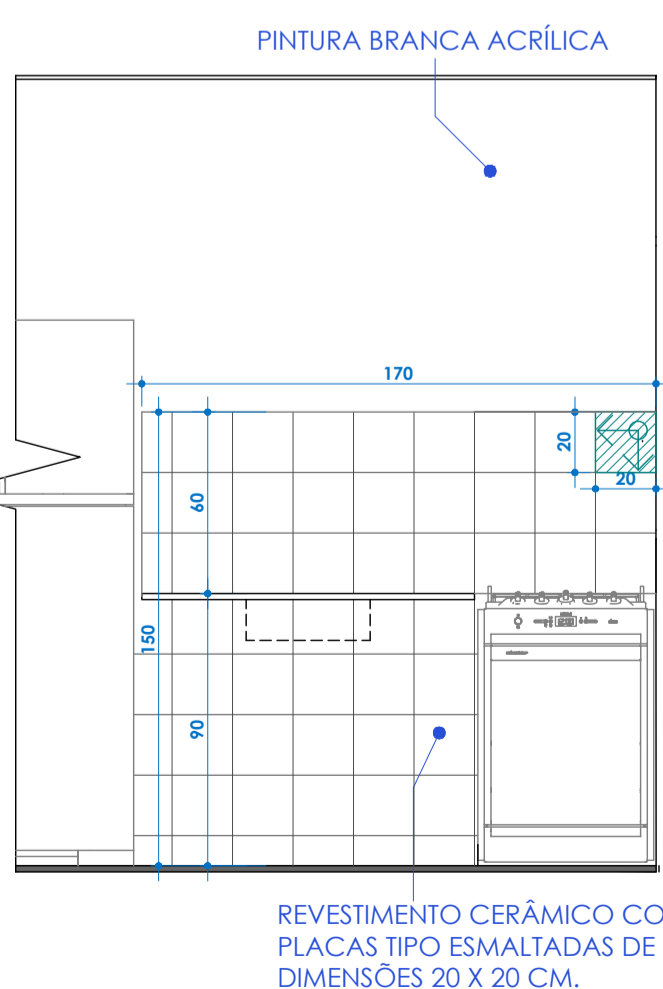 PINTURA BRANCA ACRÍLICA
170
20
20
60
150
90
REVESTIMENTO CERÂMICO CO
PLACAS TIPO ESMALTADAS DE
DIMENSÕES 20 X 20 CM.